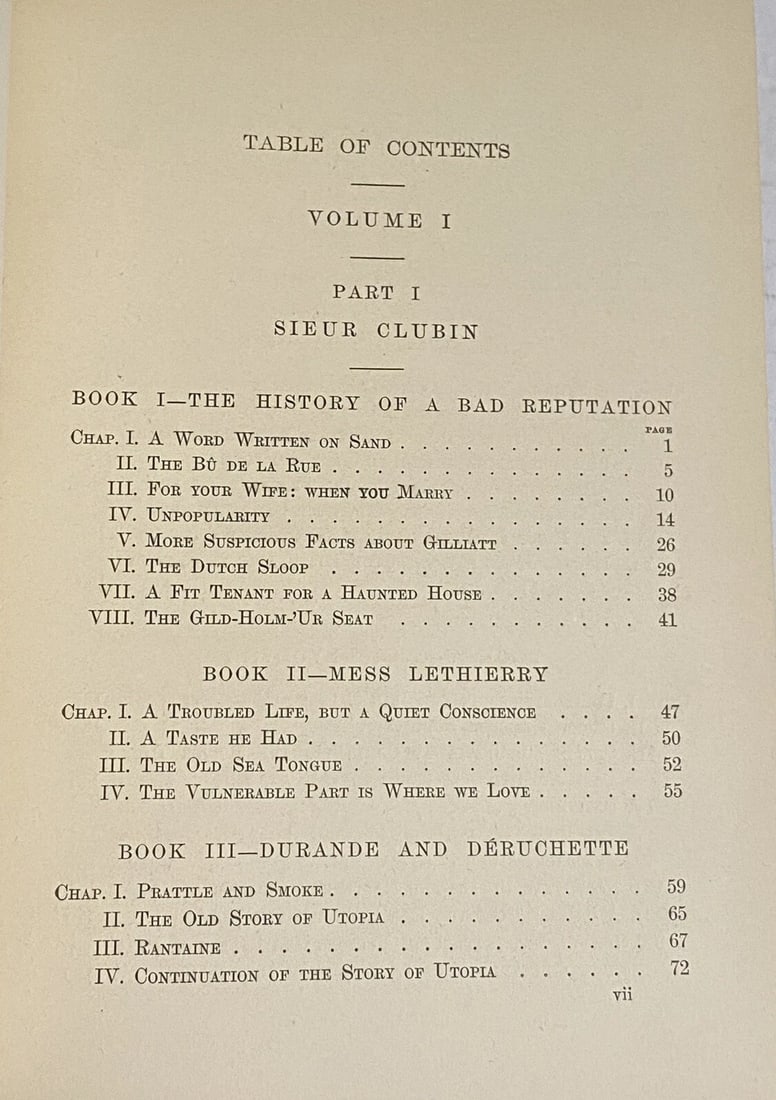 TABLE OF CONTENTS
VOLUME I
PART I
SIEUR CLUBIN
BOOK I—THE HISTORY OF A BAD REPUTATION
PAGE
CHAP. I. A WORD WRITTEN ON SAND . . . . . . . . . . . 1
II. THE BÛ DE LA RUE . . . . . . . . . . . . . . 5
III. FOR YOUR WIFE: WHEN YOU MARRY . . . . . . . . 10
IV. UNPOPULARITY . . . . . . . . . . . . . . . . 14
V. MORE SUSPICIOUS FACTS ABOUT GILLIATT . . . . . . 26
VI. THE DUTCH SLOOP . . . . . . . . . . . . . . 29
VII. A FIT TENANT FOR A HAUNTED HOUSE . . . . . . . 38
VIII. THE GILD-HOLM-'UR SEAT . . . . . . . . . . . 41
BOOK II—MESS LETHIERRY
CHAP. I. A TROUBLED LIFE, BUT A QUIET CONSCIENCE . . . . 47
II. A TASTE HE HAD . . . . . . . . . . . . . . . 50
III. THE OLD SEA TONGUE . . . . . . . . . . . . . 52
IV. THE VULNERABLE PART IS WHERE WE LOVE . . . . . 55
BOOK III—DURANDE AND DÉRUCHETTE
CHAP. I. PRATTLE AND SMOKE . . . . . . . . . . . . . . 59
II. THE OLD STORY OF UTOPIA . . . . . . . . . . . 65
III. RANTAINE . . . . . . . . . . . . . . . . . . 67
IV. CONTINUATION OF THE STORY OF UTOPIA . . . . . . 72
vii